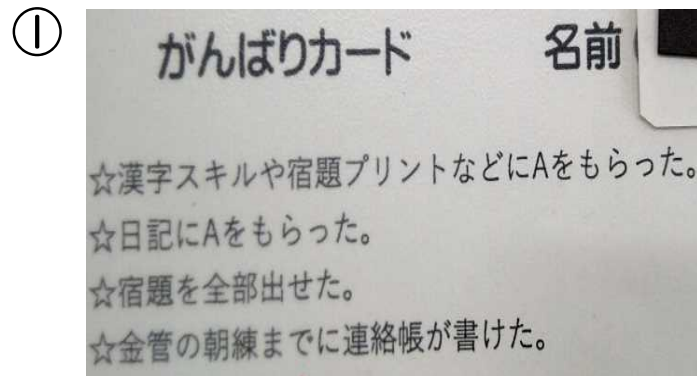 ①
がんばりカード 名前
☆漢字スキルや宿題プリントなどにAをもらった。
☆日記にAをもらった。
☆宿題を全部出せた。
☆金管の朝練までに連絡帳が書けた。